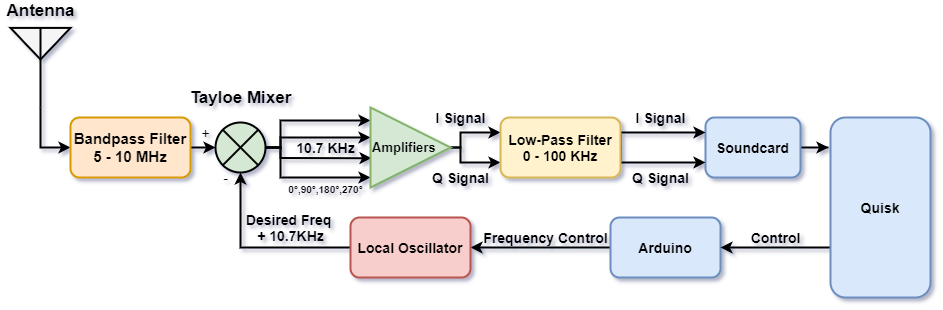 Antenna
Tayloe Mixer
Bandpass Filter
5 - 10 MHz
+
-
10.7 KHz
0°,90°,180°,270°
Amplifiers
I Signal
Q Signal
Low-Pass Filter
0 - 100 KHz
I Signal
Q Signal
Soundcard
Quisk
Desired Freq
+ 10.7KHz
Local Oscillator
Frequency Control
Arduino
Control